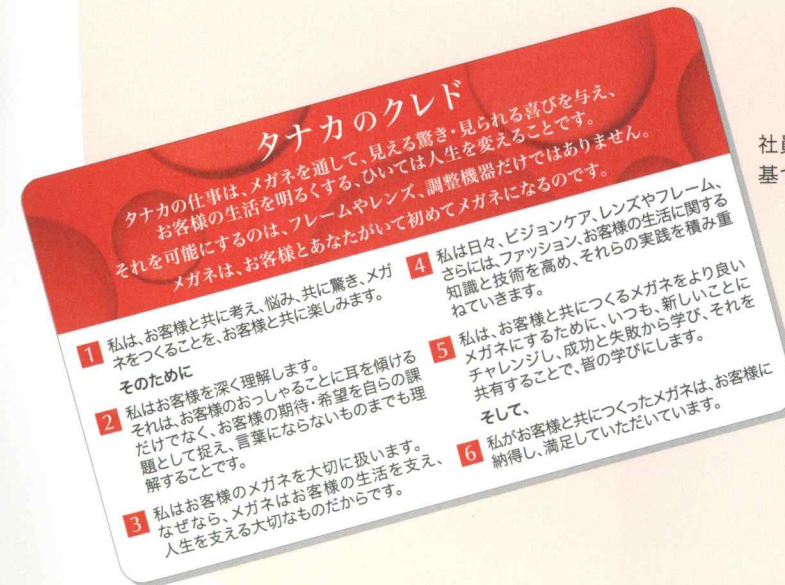 タナカのクレド
タナカの仕事は、メガネを通して、見える驚き・見られる喜びを与え、
お客様の生活を明るくする、ひいては人生を変えることです。
それを可能にするのは、フレームやレンズ、調整機器だけではありません。
メガネは、お客様とあなたがいて初めてメガネになるのです。
1 私は、お客様と共に考え、悩み、共に驚き、メガ
ネをつくることを、お客様と共に楽しみます。
そのために
2 私はお客様を深く理解します。
それは、お客様のおっしゃることに耳を傾ける
だけでなく、お客様の期待・希望を自らの課
題として捉え、言葉にならないものまでも理
解することです。
3 私はお客様のメガネを大切に扱います。
なぜなら、メガネはお客様の生活を支え、
人生を支える大切なものだからです。
4 私は日々、ビジョンケア、レンズやフレーム、
さらには、ファッション、お客様の生活に関する
知識と技術を高め、それらの実践を積み重
ねていきます。
5 私は、お客様と共につくるメガネをより良い
メガネにするために、いつも、新しいことに
チャレンジし、成功と失敗から学び、それを
共有することで、皆の学びにします。
そして、
6 私がお客様と共につくったメガネは、お客様に
納得し、満足していただいています。
社員
基づ